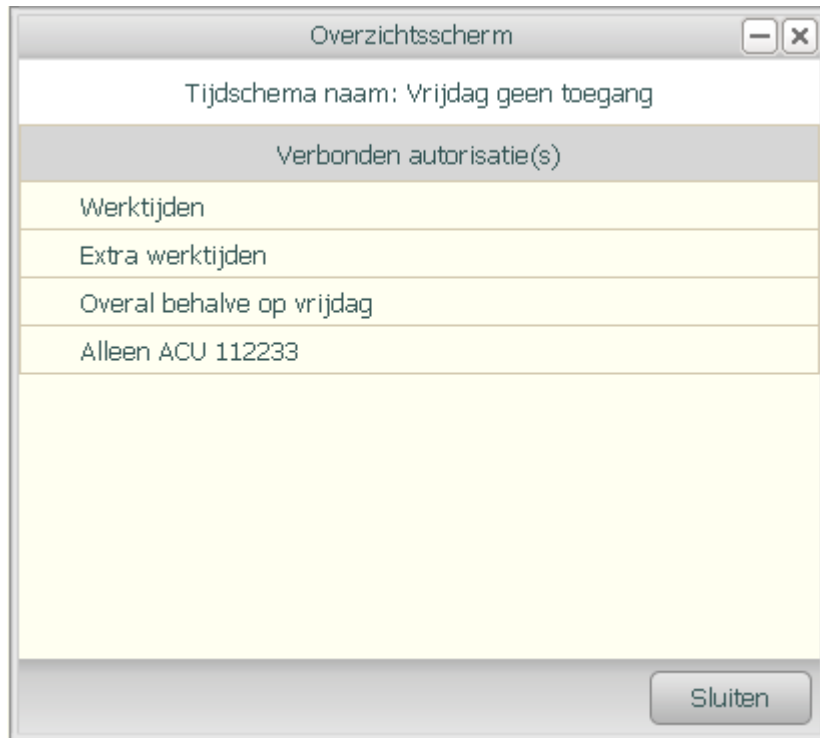 Overzichtsscherm
Tijdschema naam: Vrijdag geen toegang
Verbonden autorisatie(s)
Werktijden
Extra werktijden
Overal behalve op vrijdag
Alleen ACU 112233
Sluiten